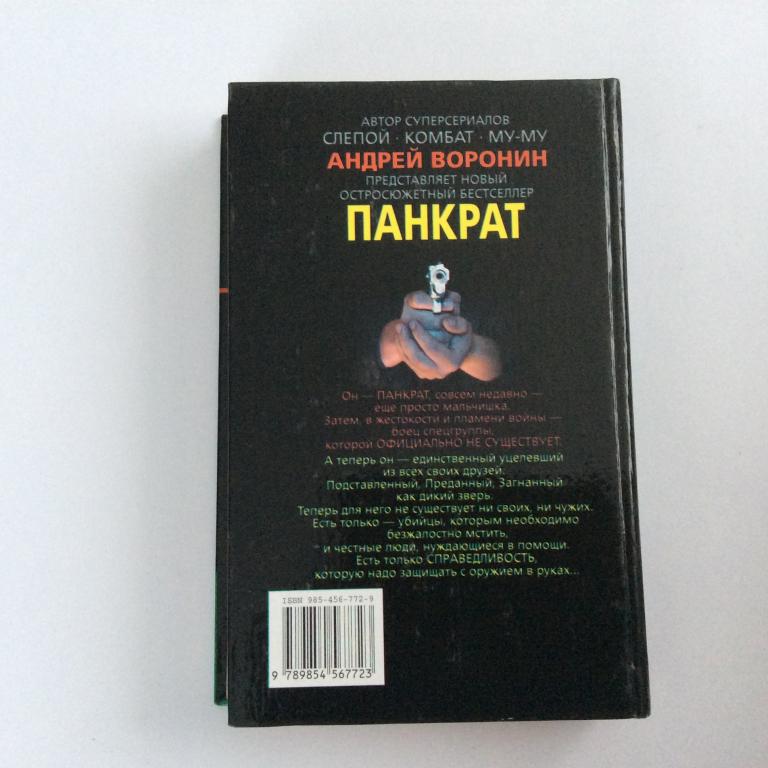 АВТОР СУПЕРСЕРИАЛОВ
СЛЕПОЙ · КОМБАТ · МУ-МУ
АНДРЕЙ ВОРОНИН
ПРЕДСТАВЛЯЕТ НОВЫЙ
ОСТРОСЮЖЕТНЫЙ БЕСТСЕЛЛЕР
ПАНКРАТ
Он — ПАНКРАТ, совсем недавно —
еще просто мальчишка.
Затем, в жестокости и пламени войны —
боец спецгруппы,
которой ОФИЦИАЛЬНО НЕ СУЩЕСТВУЕТ.
А теперь он — единственный уцелевший
из всех своих друзей.
Подставленный, Преданный, Загнанный
как дикий зверь.
Теперь для него не существует ни своих, ни чужих.
Есть только — убийцы, которым необходимо
безжалостно мстить,
и честные люди, нуждающиеся в помощи.
Есть только СПРАВЕДЛИВОСТЬ,
которую надо защищать с оружием в руках...
ISBN 985-456-772-9
9 789854 567723